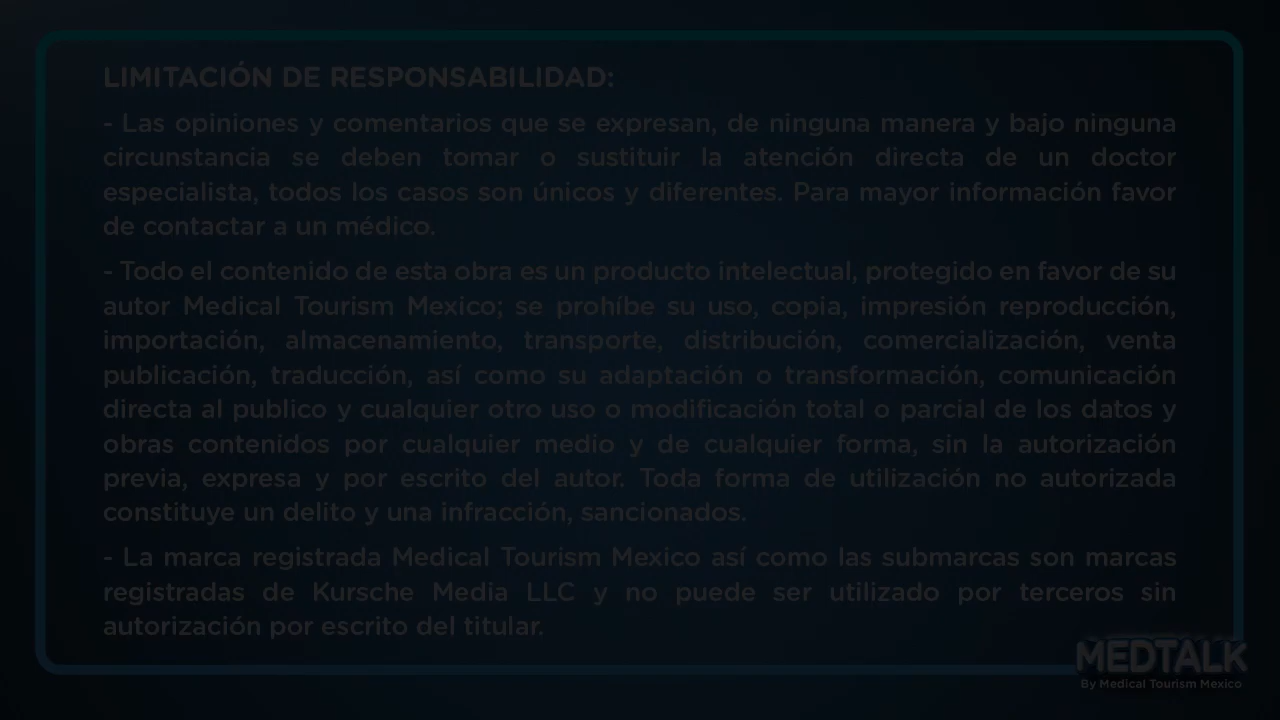 LIMITACIÓN DE RESPONSABILIDAD:
- Las opiniones y comentarios que se expresan, de ninguna manera y bajo ninguna
circunstancia se deben tomar o sustituir la atención directa de un doctor
especialista, todos los casos son únicos y diferentes. Para mayor información favor
de contactar a un médico.
- Todo el contenido de esta obra es un producto intelectual, protegido en favor de su
autor Medical Tourism Mexico; se prohíbe su uso, copia, impresión reproducción,
importación, almacenamiento, transporte, distribución, comercialización, venta
publicación, traducción, así como su adaptación o transformación, comunicación
directa al publico y cualquier otro uso o modificación total o parcial de los datos y
obras contenidos por cualquier medio y de cualquier forma, sin la autorización
previa, expresa y por escrito del autor. Toda forma de utilización no autorizada
constituye un delito y una infracción, sancionados.
- La marca registrada Medical Tourism Mexico así como las submarcas son marcas
registradas de Kursche Media LLC y no puede ser utilizado por terceros sin
autorización por escrito del titular.
MEDTALK
By Medical Tourism Mexico